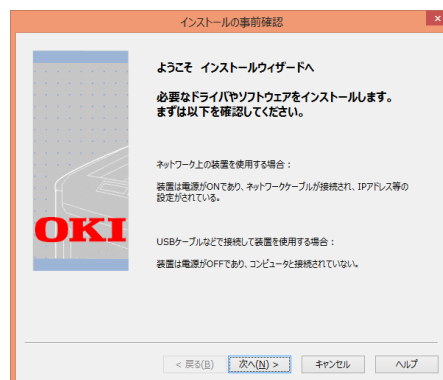 インストールの事前確認
ようこそ インストールウィザードへ
必要なドライバやソフトウェアをインストールします。
まずは以下を確認してください。
ネットワーク上の装置を使用する場合：
装置は電源がONであり、ネットワークケーブルが接続され、IPアドレス等の
設定がされている。
OKI
USBケーブルなどで接続して装置を使用する場合：
装置は電源がOFFであり、コンピュータと接続されていない。
< 戻る(B) 次へ(N) > キャンセル ヘルプ